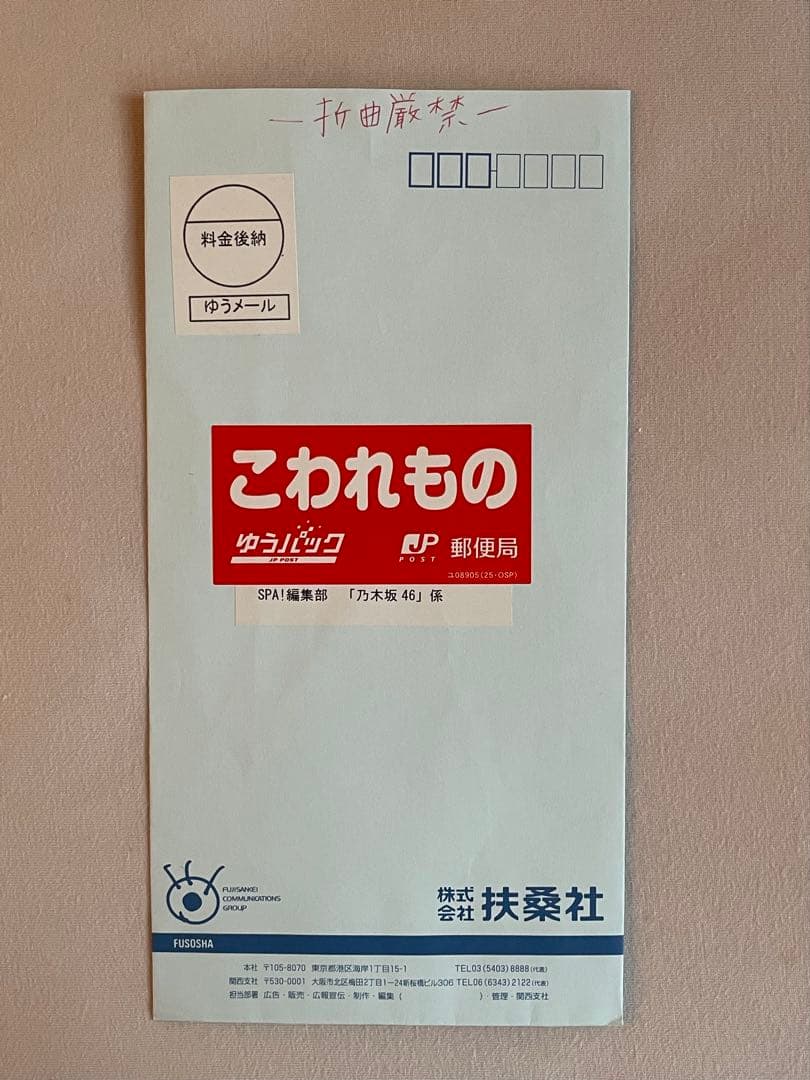 ー折曲厳禁ー
料金後納
ゆうメール
こわれもの
ゆうパック
JP POST
JP
POST
郵便局
ユ08905(25・OSP)
SPA!編集部 「乃木坂46」係
FUJISANKEI
COMMUNICATIONS
GROUP
株式
会社
扶桑社
FUSOSHA
本社 〒105-8070 東京都港区海岸1丁目15-1 TEL03(5403)8888(代表)
関西支社 〒530-0001 大阪市北区梅田2丁目1-24新桜橋ビル306 TEL06(6343)2122(代表)
担当部署 広告・販売・広報宣伝・制作・編集( )・管理・関西支社